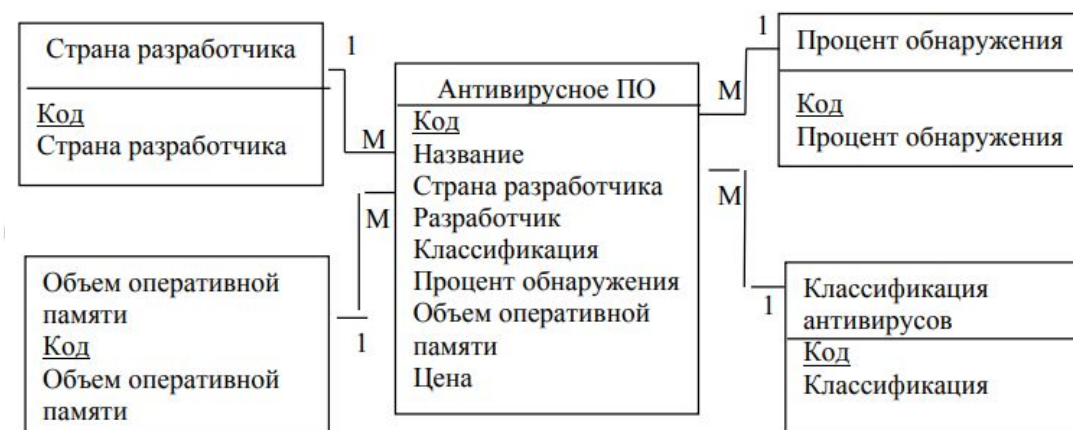 Страна разработчика
Код
Страна разработчика
1
М
Объем оперативной
памяти
Код
Объем оперативной
памяти
1
М
Антивирусное ПО
Код
Название
Страна разработчика
Разработчик
Классификация
Процент обнаружения
Объем оперативной
памяти
Цена
М
1
Процент обнаружения
Код
Процент обнаружения
М
1
Классификация
антивирусов
Код
Классификация